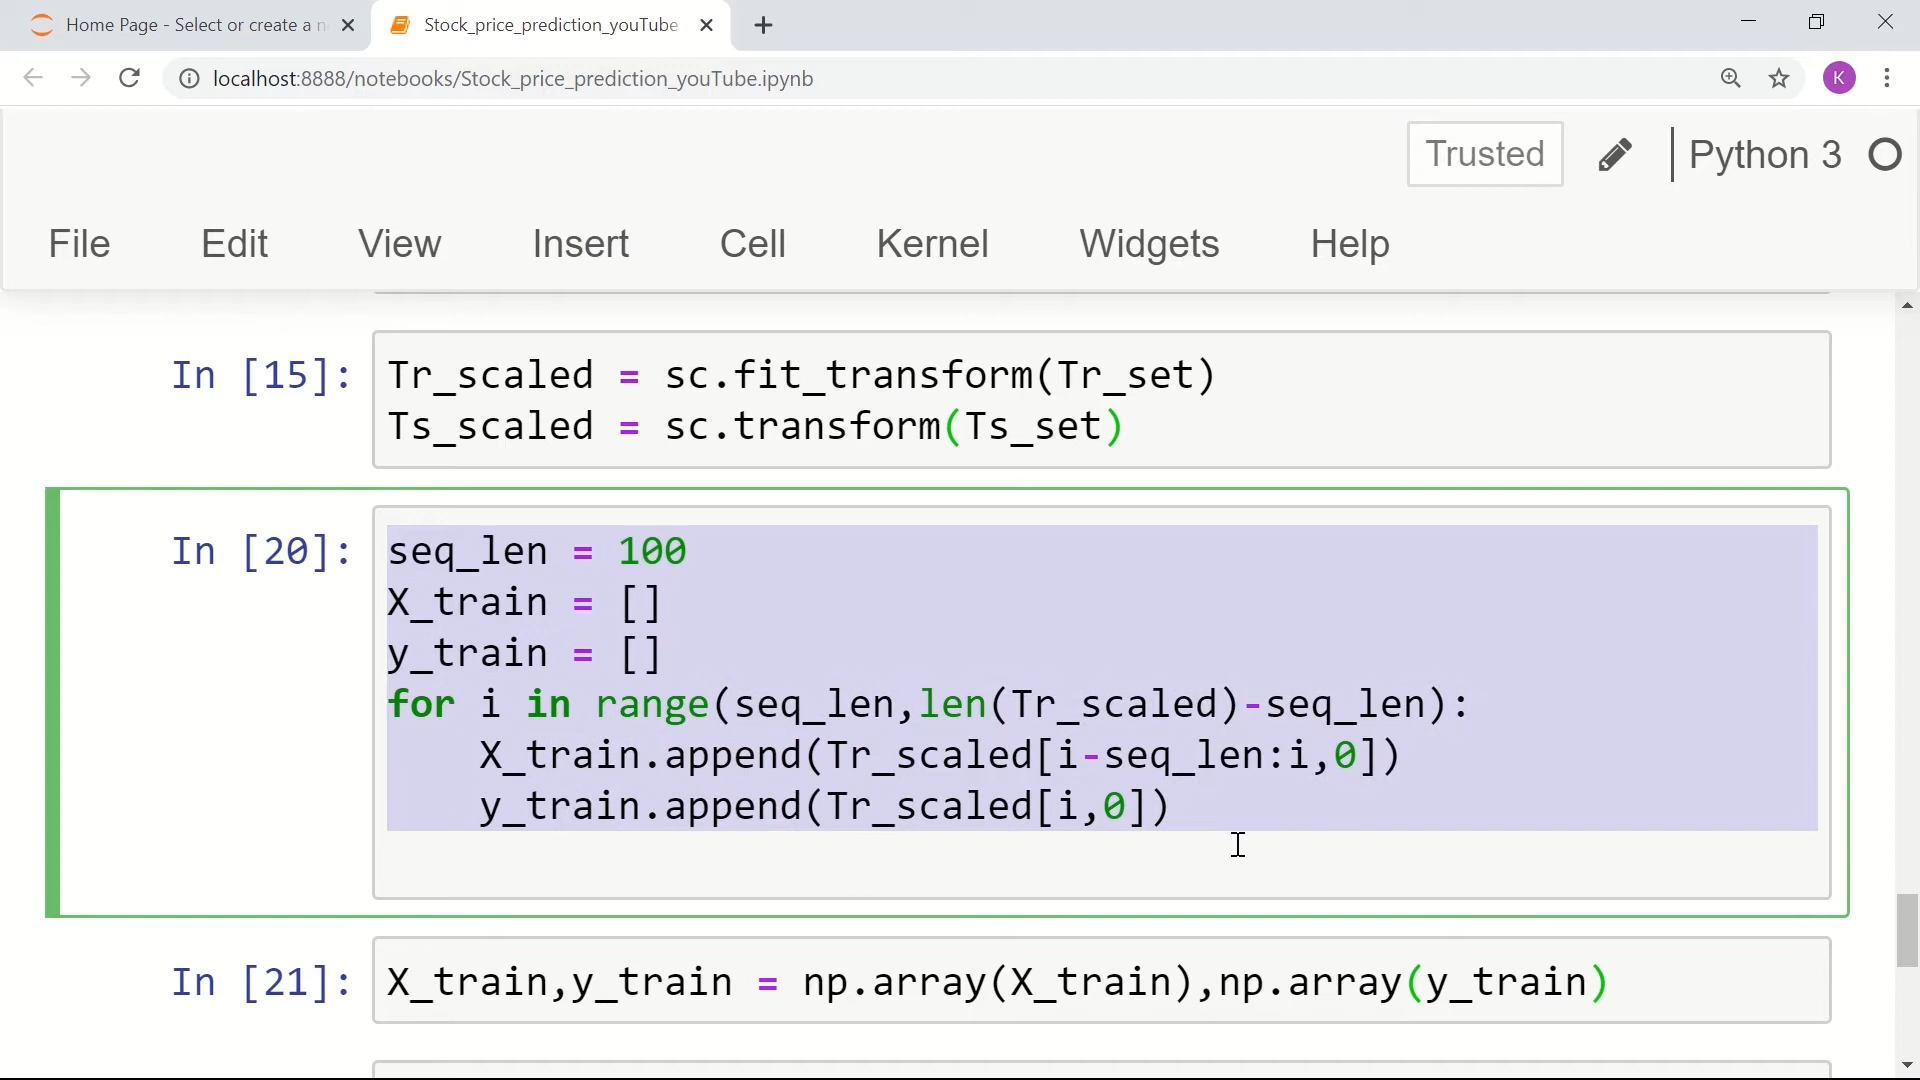 Home Page - Select or create a n
Stock_price_prediction_youTube
localhost:8888/notebooks/Stock_price_prediction_youTube.ipynb
K
Trusted
Python 3
File Edit View Insert Cell Kernel Widgets Help
In [15]: Tr_scaled = sc.fit_transform(Tr_set)
Ts_scaled = sc.transform(Ts_set)
In [20]: seq_len = 100
X_train = []
y_train = []
for i in range(seq_len,len(Tr_scaled)-seq_len):
    X_train.append(Tr_scaled[i-seq_len:i,0])
    y_train.append(Tr_scaled[i,0])
In [21]: X_train,y_train = np.array(X_train),np.array(y_train)